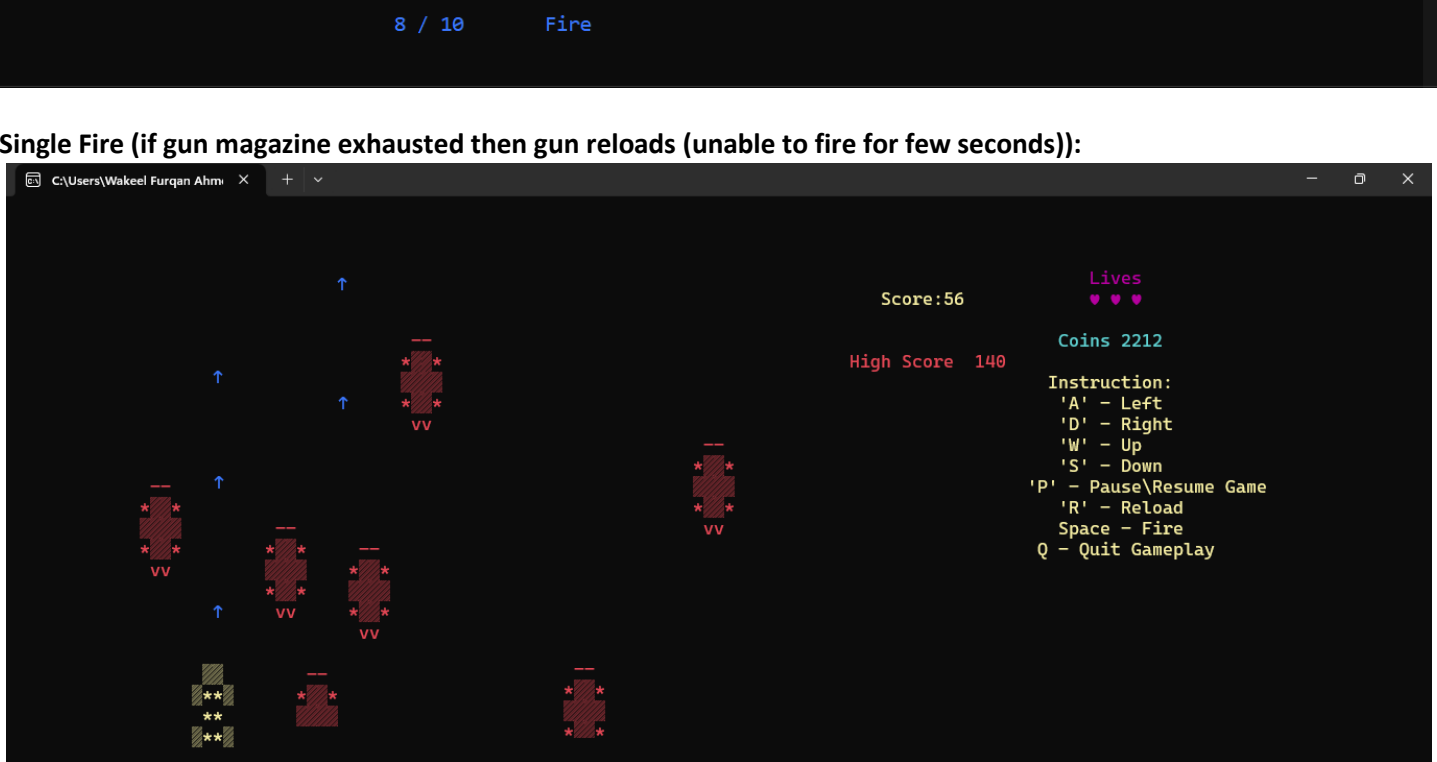 8 / 10 Fire
Single Fire (if gun magazine exhausted then gun reloads (unable to fire for few seconds)):
C:\Users\Wakeel Furqan Ahm
Lives
Score:56
♥ ♥ ♥
Coins 2212
High Score 140
Instruction:
'A' - Left
'D' - Right
'W' - Up
'S' - Down
'P' - Pause\Resume Game
'R' - Reload
Space - Fire
Q - Quit Gameplay